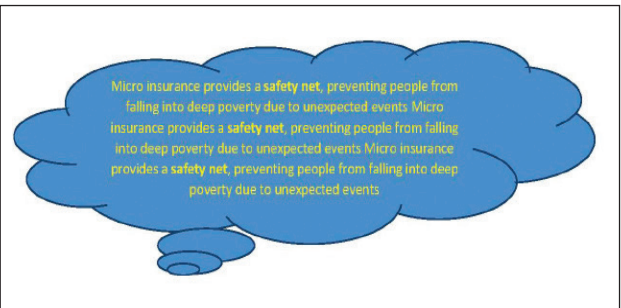 Micro insurance provides a safety net, preventing people from
falling into deep poverty due to unexpected events Micro
insurance provides a safety net, preventing people from falling
into deep poverty due to unexpected events Micro insurance
provides a safety net, preventing people from falling into deep
poverty due to unexpected events